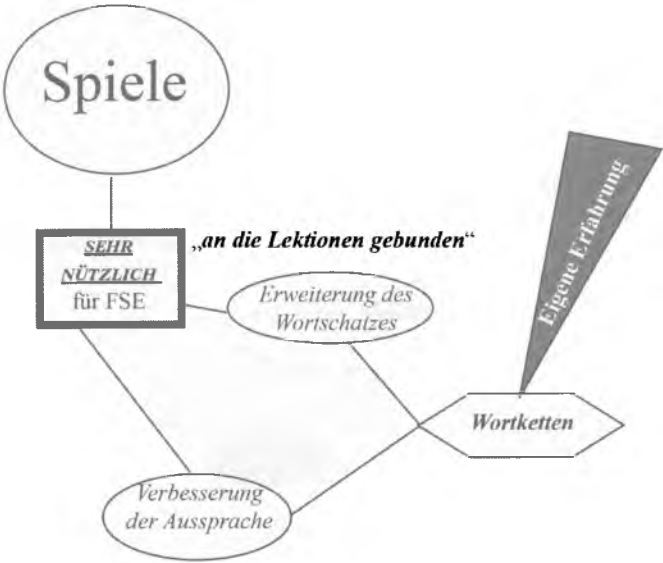 Spiele
SEHR
NÜTZLICH
für FSE
„an die Lektionen gebunden“
Erweiterung des
Wortschatzes
Eigene Erfahrung
Wortketten
Verbesserung
der Aussprache